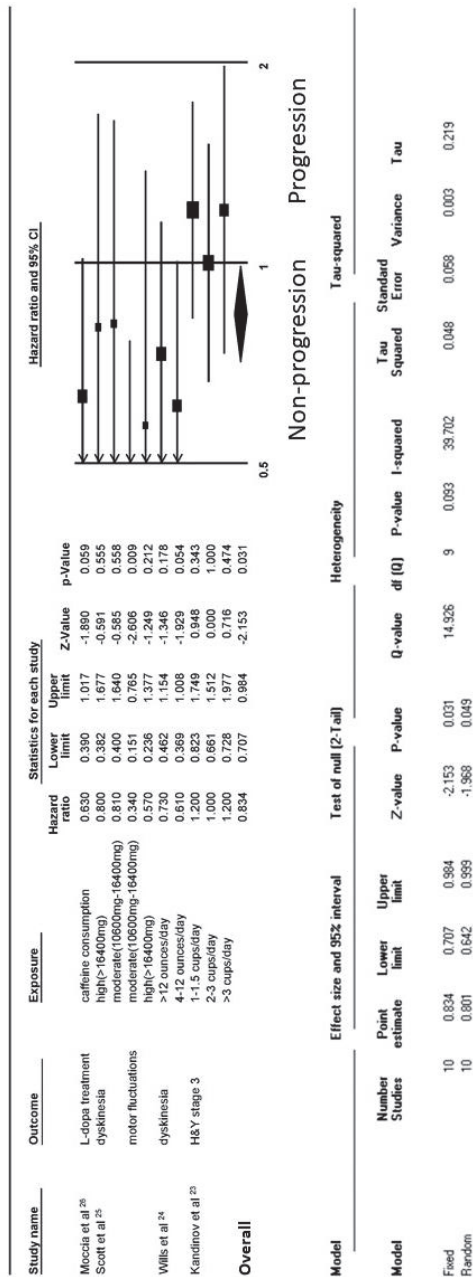 Study name Outcome Exposure Statistics for each study Hazard ratio and 95% CI
Hazard ratio Lower limit Upper limit Z-Value p-Value
Moccia et al 26 L-dopa treatment caffeine consumption 0.630 0.390 1.017 -1.890 0.059
Scott et al 25 dyskinesia high(>16400mg) 0.800 0.382 1.677 -0.591 0.555
moderate(10600mg-16400mg) 0.810 0.400 1.640 -0.585 0.558
motor fluctuations moderate(10600mg-16400mg) 0.340 0.151 0.765 -2.606 0.009
high(>16400mg) 0.570 0.236 1.377 -1.249 0.212
Wills et al 24 dyskinesia >12 ounces/day 0.730 0.462 1.154 -1.346 0.178
4-12 ounces/day 0.610 0.369 1.008 -1.929 0.054
Kandinov et al 23 H&Y stage 3 1-1.5 cups/day 1.200 0.823 1.749 0.948 0.343
2-3 cups/day 1.000 0.661 1.512 0.000 1.000
>3 cups/day 1.200 0.728 1.977 0.716 0.474
Overall 0.834 0.707 0.984 -2.153 0.031
0.5 1 2
Non-progression Progression
Model Effect size and 95% interval Test of null (2-Tail) Heterogeneity Tau-squared
Model Number Studies Point estimate Lower limit Upper limit Z-value P-value Q-value df (Q) P-value I-squared Tau Squared Standard Error Variance Tau
Fixed 10 0.834 0.707 0.984 -2.153 0.031 14.926 9 0.093 39.702 0.048 0.058 0.003 0.219
Random 10 0.801 0.642 0.999 -1.968 0.049